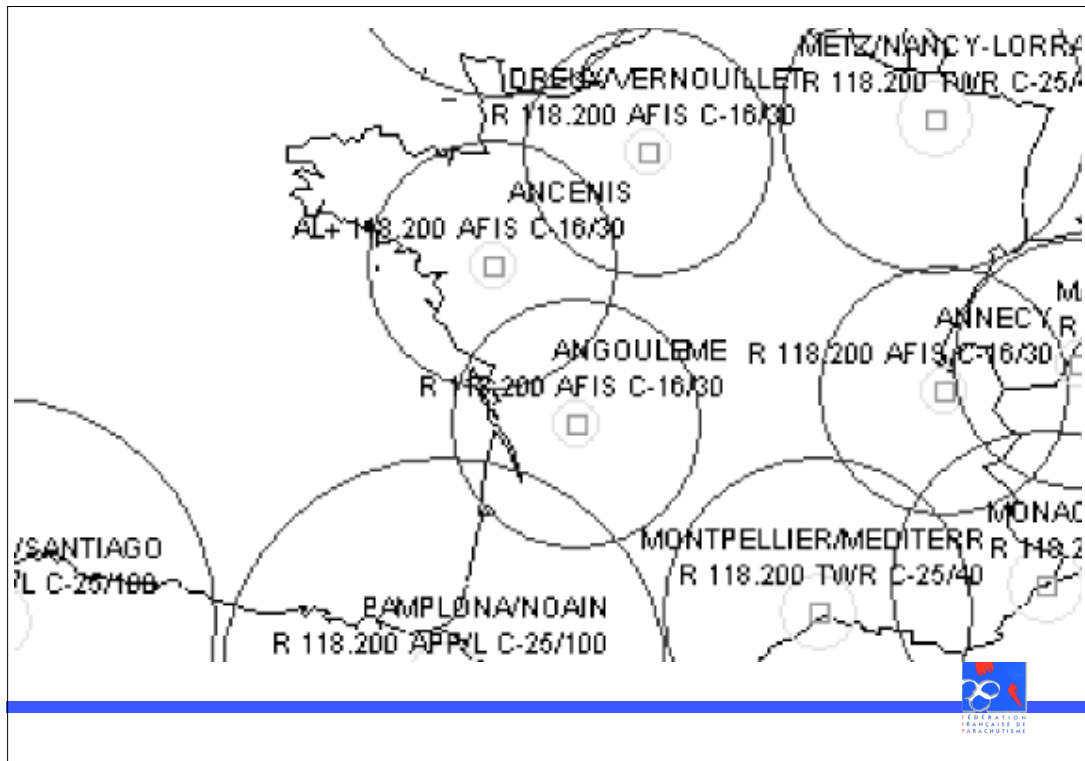 METZ/NANCY-LORRA
R 118.200 TWR C-25/4
DREUX/VERNOUILLET
R 118.200 AFIS C-16/30
ANCENIS
AL+ 118.200 AFIS C-16/30
ANNECY
R 118.200 AFIS C-16/30
MA
R
ANGOULEME
R 118.200 AFIS C-16/30
MONAC
R 118.2
MONTPELLIER/MEDITERR
R 118.200 TWR C-25/40
/SANTIAGO
/L C-25/100
PAMPLONA/NOAIN
R 118.200 APP/L C-25/100
FÉDÉRATION
FRANÇAISE DE
PARACHUTISME